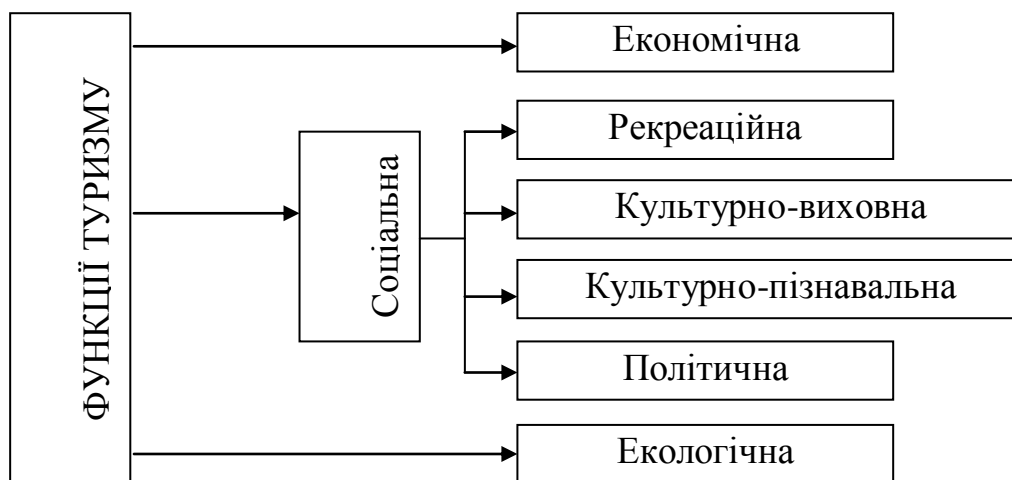 ФУНКЦІЇ ТУРИЗМУ
Економічна
Соціальна
Рекреаційна
Культурно-виховна
Культурно-пізнавальна
Політична
Екологічна